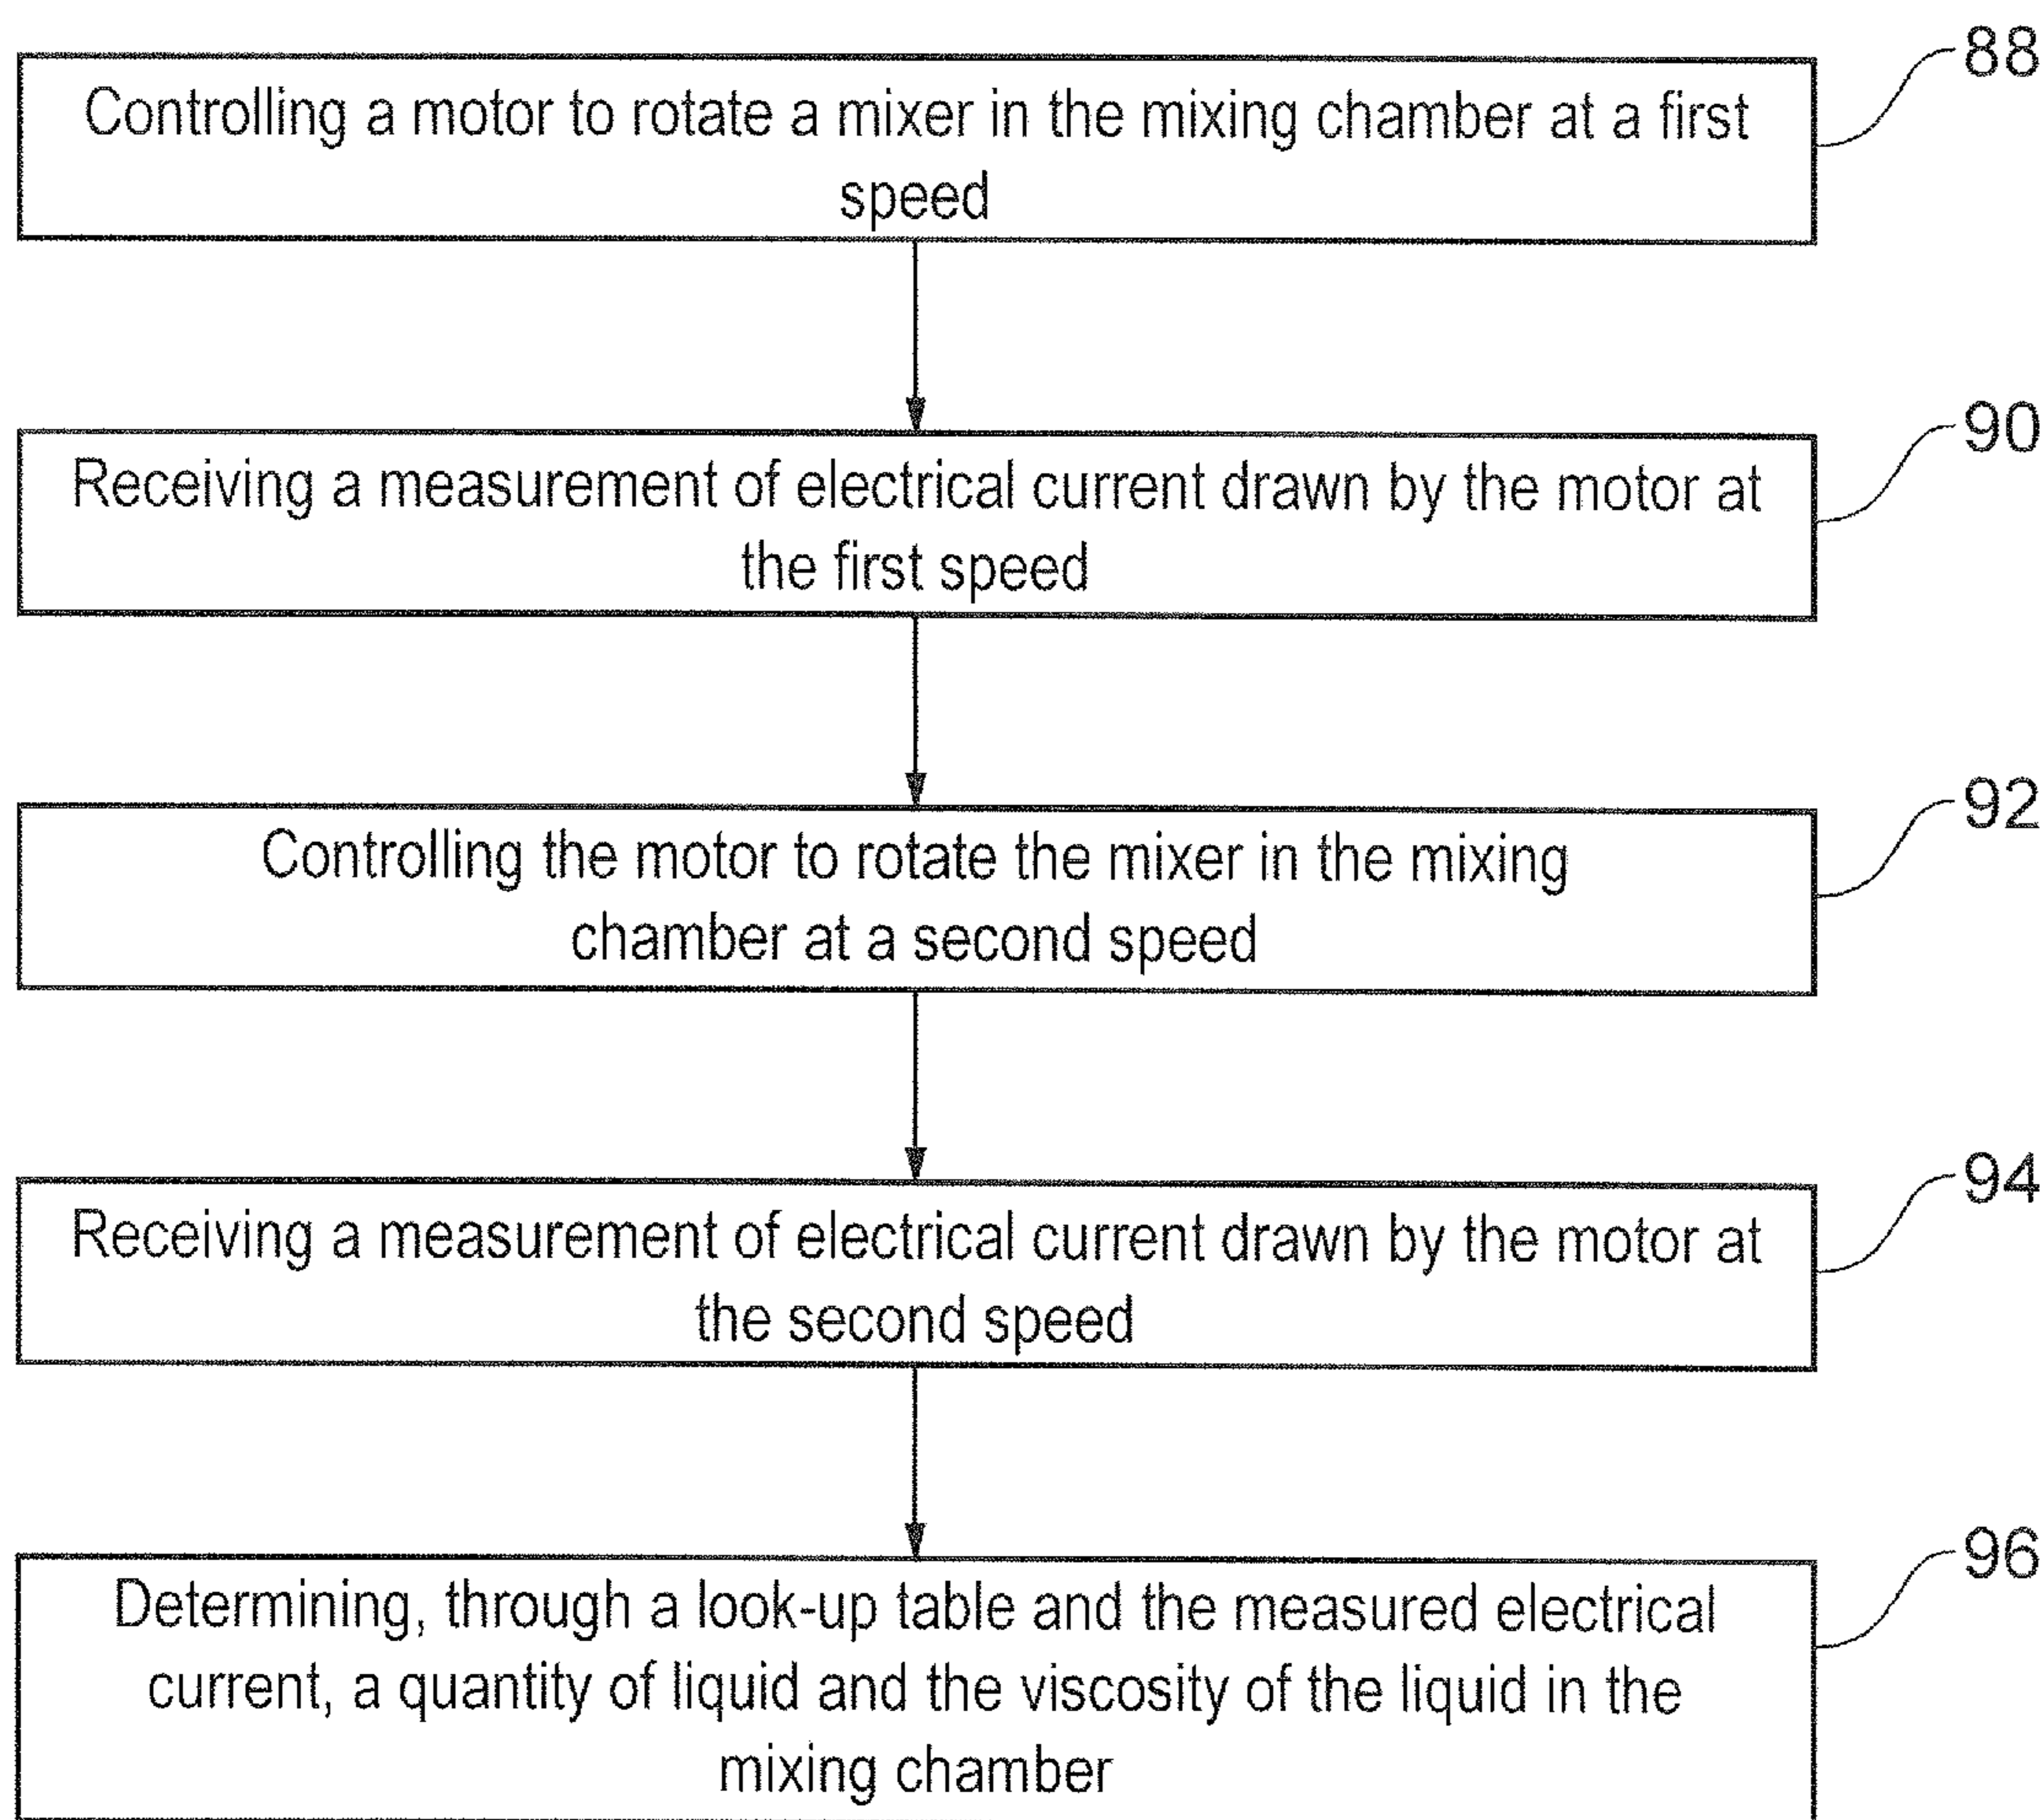 88
Controlling a motor to rotate a mixer in the mixing chamber at a first
speed
90
Receiving a measurement of electrical current drawn by the motor at
the first speed
92
Controlling the motor to rotate the mixer in the mixing
chamber at a second speed
94
Receiving a measurement of electrical current drawn by the motor at
the second speed
96
Determining, through a look-up table and the measured electrical
current, a quantity of liquid and the viscosity of the liquid in the
mixing chamber